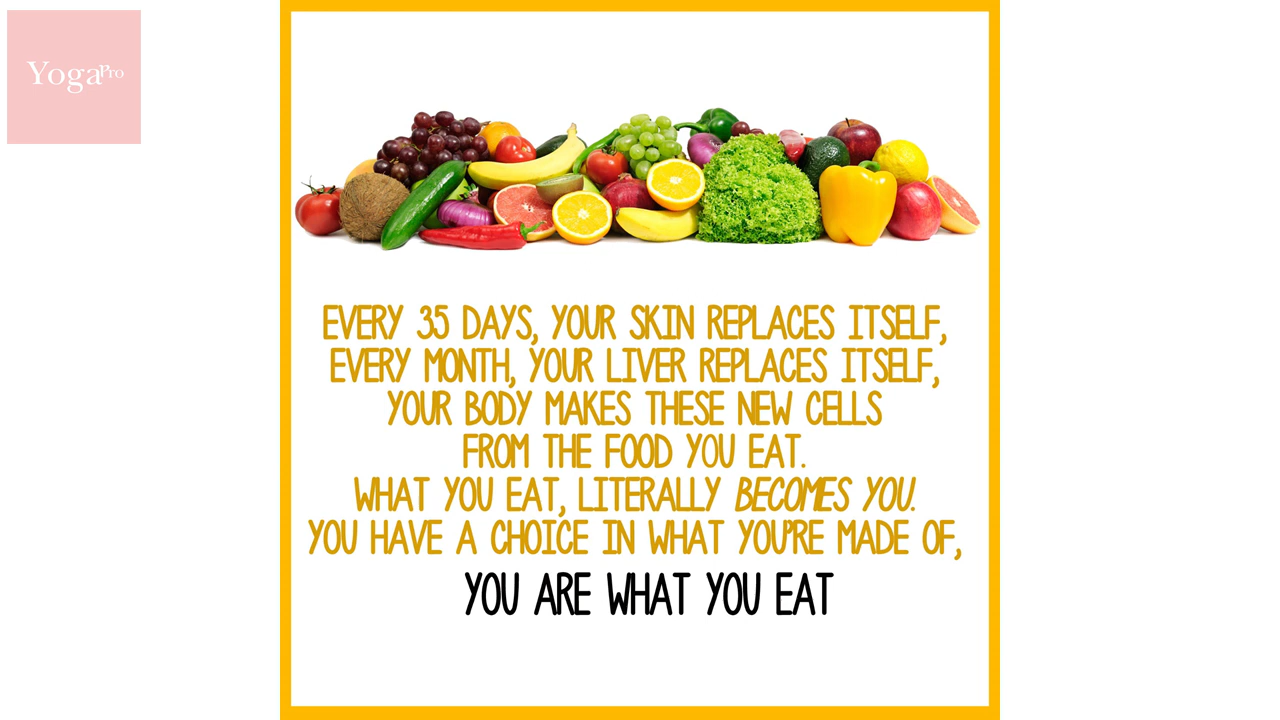 YogaPro
EVERY 35 DAYS, YOUR SKIN REPLACES ITSELF,
EVERY MONTH, YOUR LIVER REPLACES ITSELF,
YOUR BODY MAKES THESE NEW CELLS
FROM THE FOOD YOU EAT.
WHAT YOU EAT, LITERALLY BECOMES YOU.
YOU HAVE A CHOICE IN WHAT YOU'RE MADE OF,
YOU ARE WHAT YOU EAT